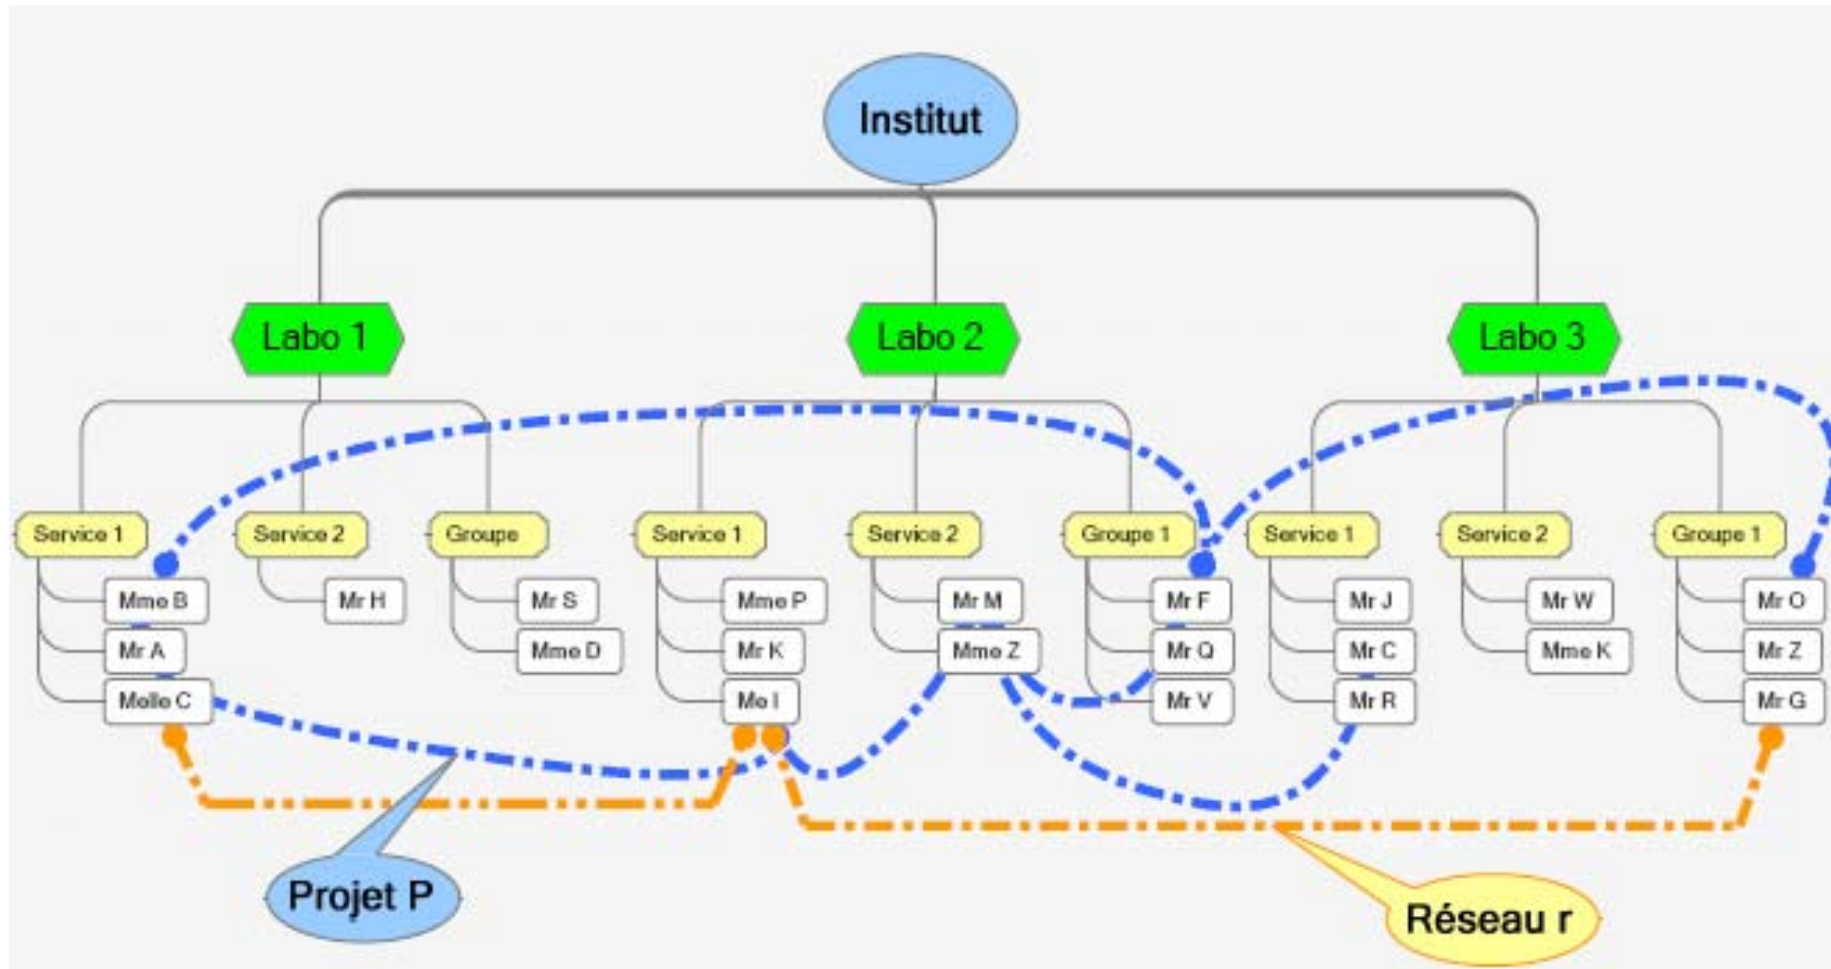 Institut
Labo 1
Labo 2
Labo 3
Service 1
Service 2
Groupe
Service 1
Service 2
Groupe 1
Service 1
Service 2
Groupe 1
Mme B
Mr H
Mr S
Mme P
Mr M
Mr F
Mr J
Mr W
Mr O
Mr A
Mme D
Mr K
Mme Z
Mr Q
Mr C
Mme K
Mr Z
Melle C
Me I
Mr V
Mr R
Mr G
Projet P
Réseau r